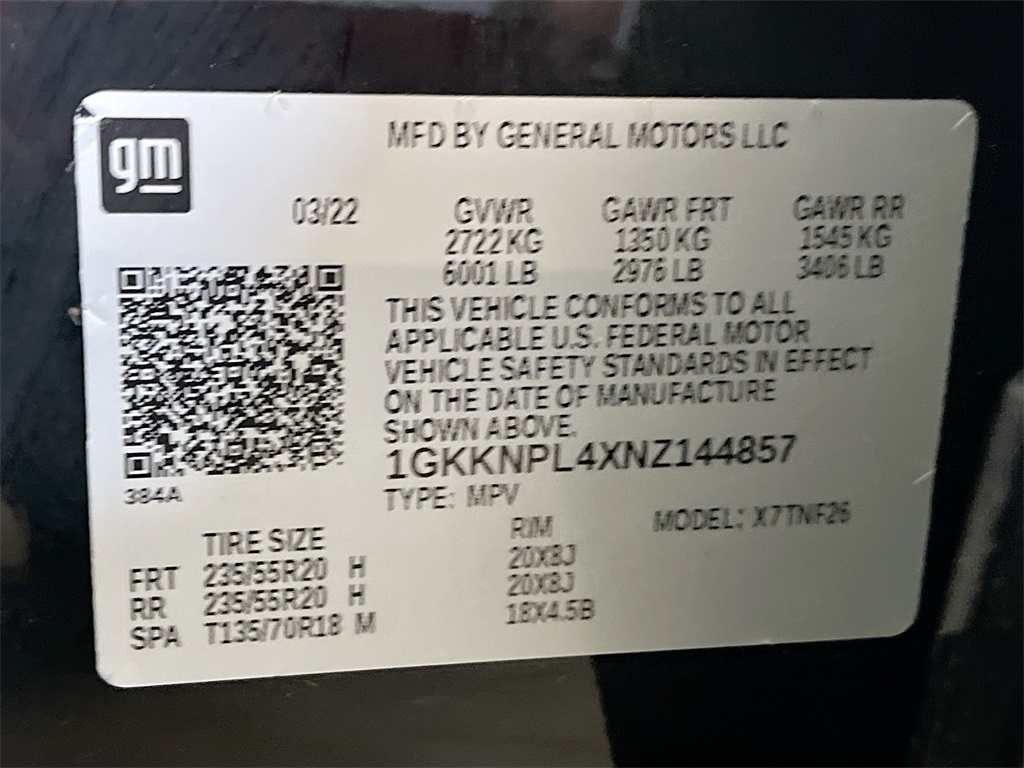 gm
MFD BY GENERAL MOTORS LLC
03/22 GVWR GAWR FRT GAWR RR
2722 KG 1350 KG 1545 KG
6001 LB 2976 LB 3406 LB
THIS VEHICLE CONFORMS TO ALL
APPLICABLE U.S. FEDERAL MOTOR
VEHICLE SAFETY STANDARDS IN EFFECT
ON THE DATE OF MANUFACTURE
SHOWN ABOVE.
1GKKNPL4XNZ144857
384A
TYPE: MPV
MODEL: X7TNF26
TIRE SIZE RIM
FRT 235/55R20 H 20X8J
RR 235/55R20 H 20X8J
SPA T135/70R18 M 18X4.5B